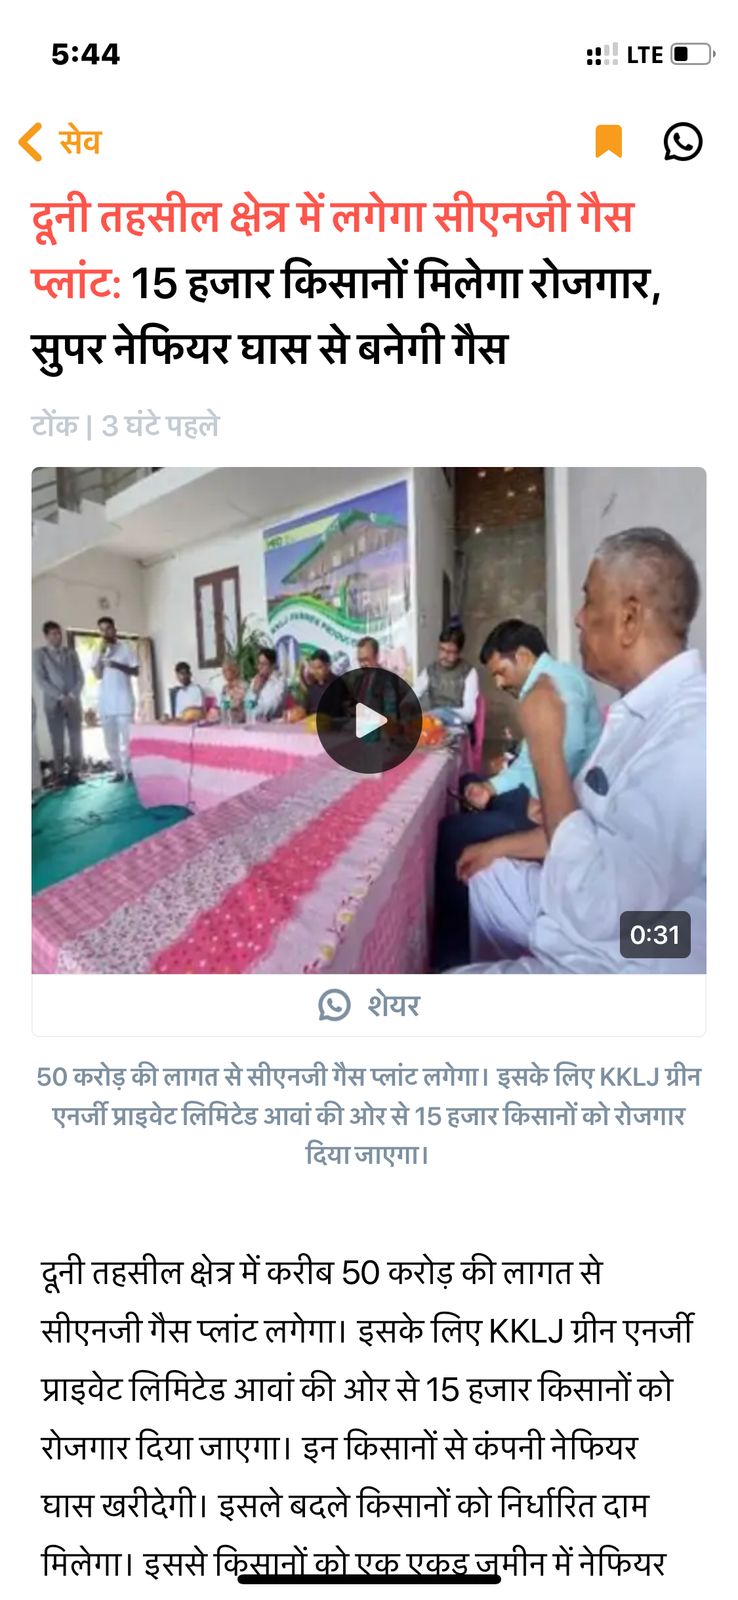 5:44
LTE
सेव
दूनी तहसील क्षेत्र में लगेगा सीएनजी गैस
प्लांट: 15 हजार किसानों मिलेगा रोजगार,
सुपर नेफियर घास से बनेगी गैस
टोंक | 3 घंटे पहले
0:31
शेयर
50 करोड़ की लागत से सीएनजी गैस प्लांट लगेगा। इसके लिए KKLJ ग्रीन
एनर्जी प्राइवेट लिमिटेड आवां की ओर से 15 हजार किसानों को रोजगार
दिया जाएगा।
दूनी तहसील क्षेत्र में करीब 50 करोड़ की लागत से
सीएनजी गैस प्लांट लगेगा। इसके लिए KKLJ ग्रीन एनर्जी
प्राइवेट लिमिटेड आवां की ओर से 15 हजार किसानों को
रोजगार दिया जाएगा। इन किसानों से कंपनी नेफियर
घास खरीदेगी। इसले बदले किसानों को निर्धारित दाम
मिलेगा। इससे किसानों को एक एकड़ जमीन में नेफियर